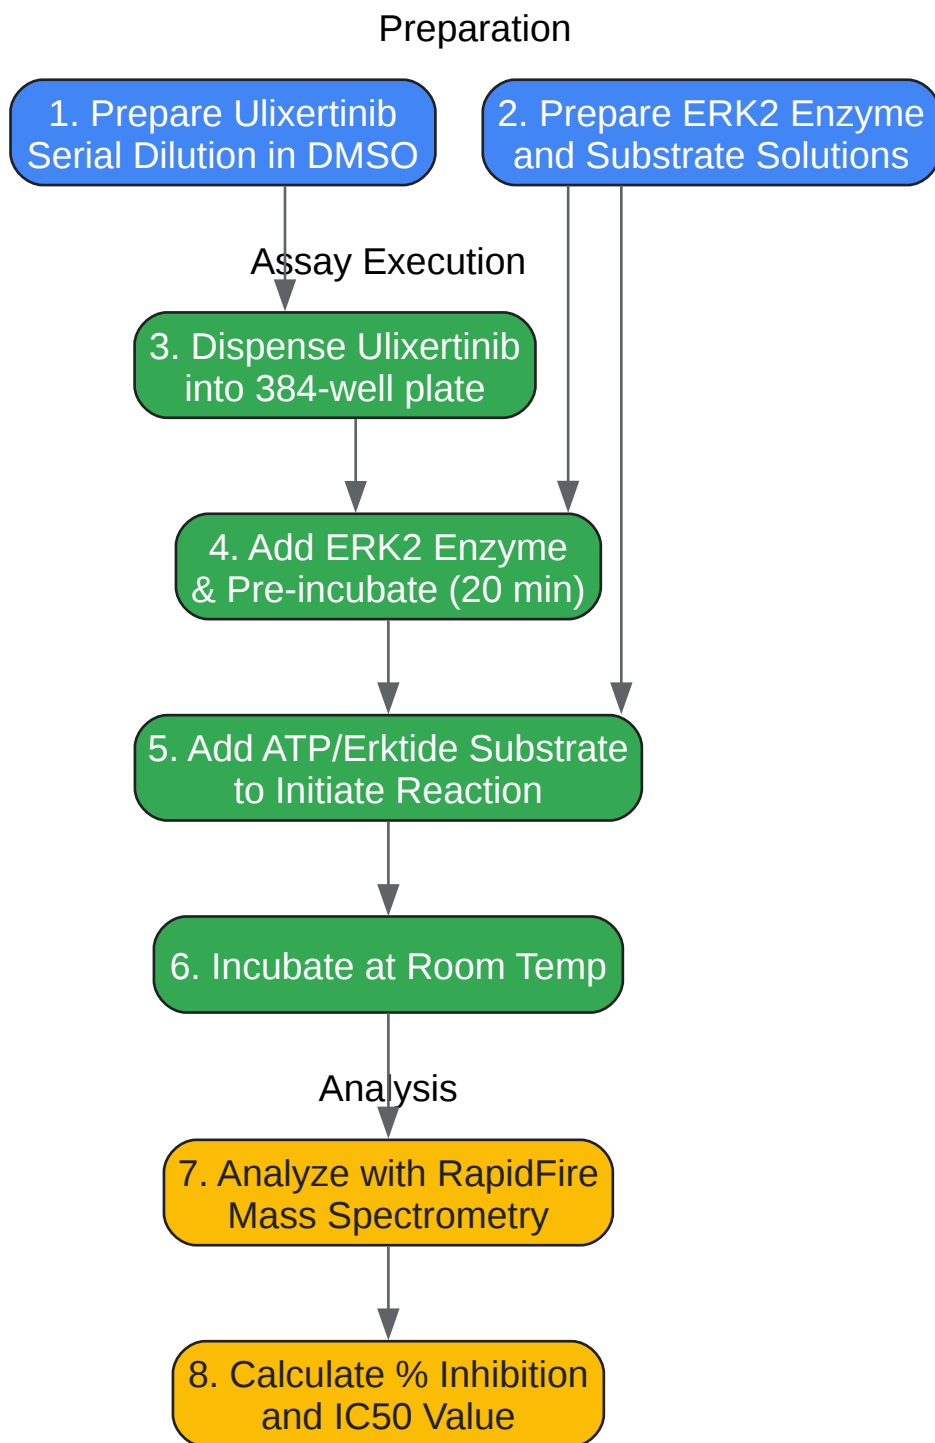 Preparation
1. Prepare Ulixertinib
Serial Dilution in DMSO
2. Prepare ERK2 Enzyme
and Substrate Solutions
Assay Execution
3. Dispense Ulixertinib
into 384-well plate
4. Add ERK2 Enzyme
& Pre-incubate (20 min)
5. Add ATP/Erktide Substrate
to Initiate Reaction
6. Incubate at Room Temp
Analysis
7. Analyze with RapidFire
Mass Spectrometry
8. Calculate % Inhibition
and IC50 Value